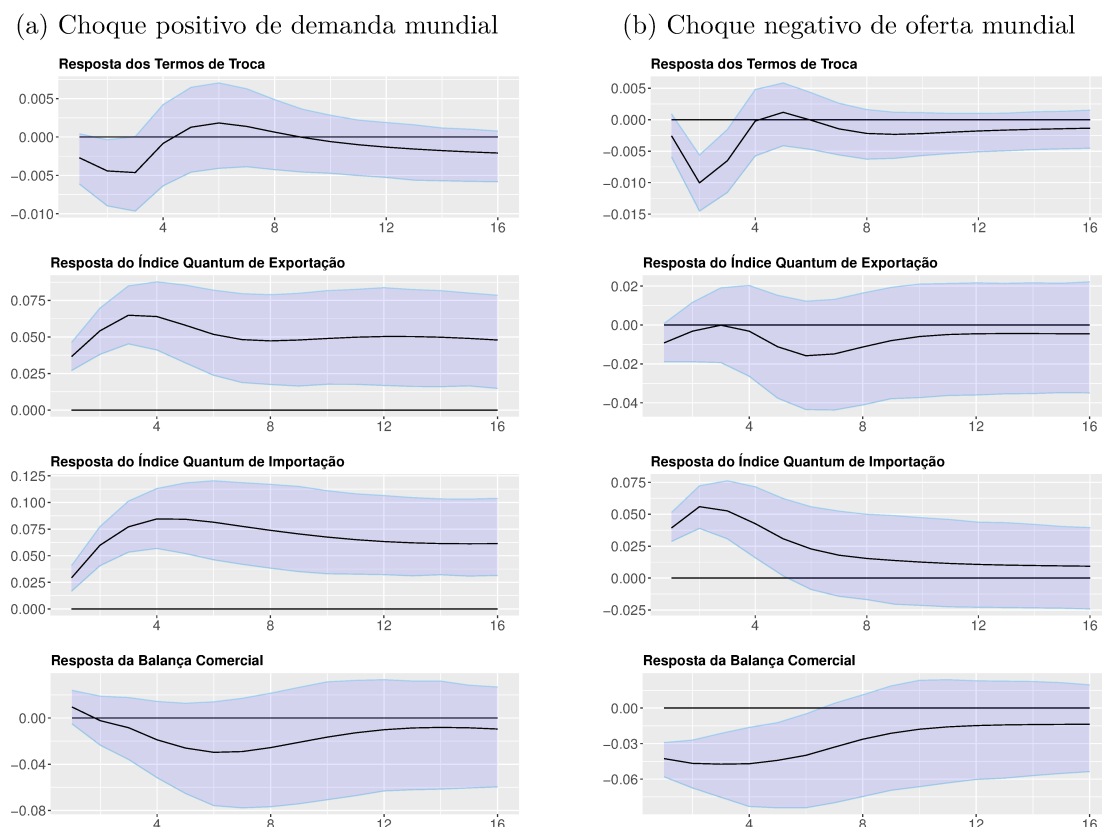 (a) Choque positivo de demanda mundial
Resposta dos Termos de Troca
0.005
0.000
−0.005
−0.010
4 8 12 16
Resposta do Índice Quantum de Exportação
0.075
0.050
0.025
0.000
4 8 12 16
Resposta do Índice Quantum de Importação
0.125
0.100
0.075
0.050
0.025
0.000
4 8 12 16
Resposta da Balança Comercial
0.00
−0.04
−0.08
4 8 12 16
(b) Choque negativo de oferta mundial
Resposta dos Termos de Troca
0.005
0.000
−0.005
−0.010
−0.015
4 8 12 16
Resposta do Índice Quantum de Exportação
0.02
0.00
−0.02
−0.04
4 8 12 16
Resposta do Índice Quantum de Importação
0.075
0.050
0.025
0.000
−0.025
4 8 12 16
Resposta da Balança Comercial
0.00
−0.03
−0.06
4 8 12 16